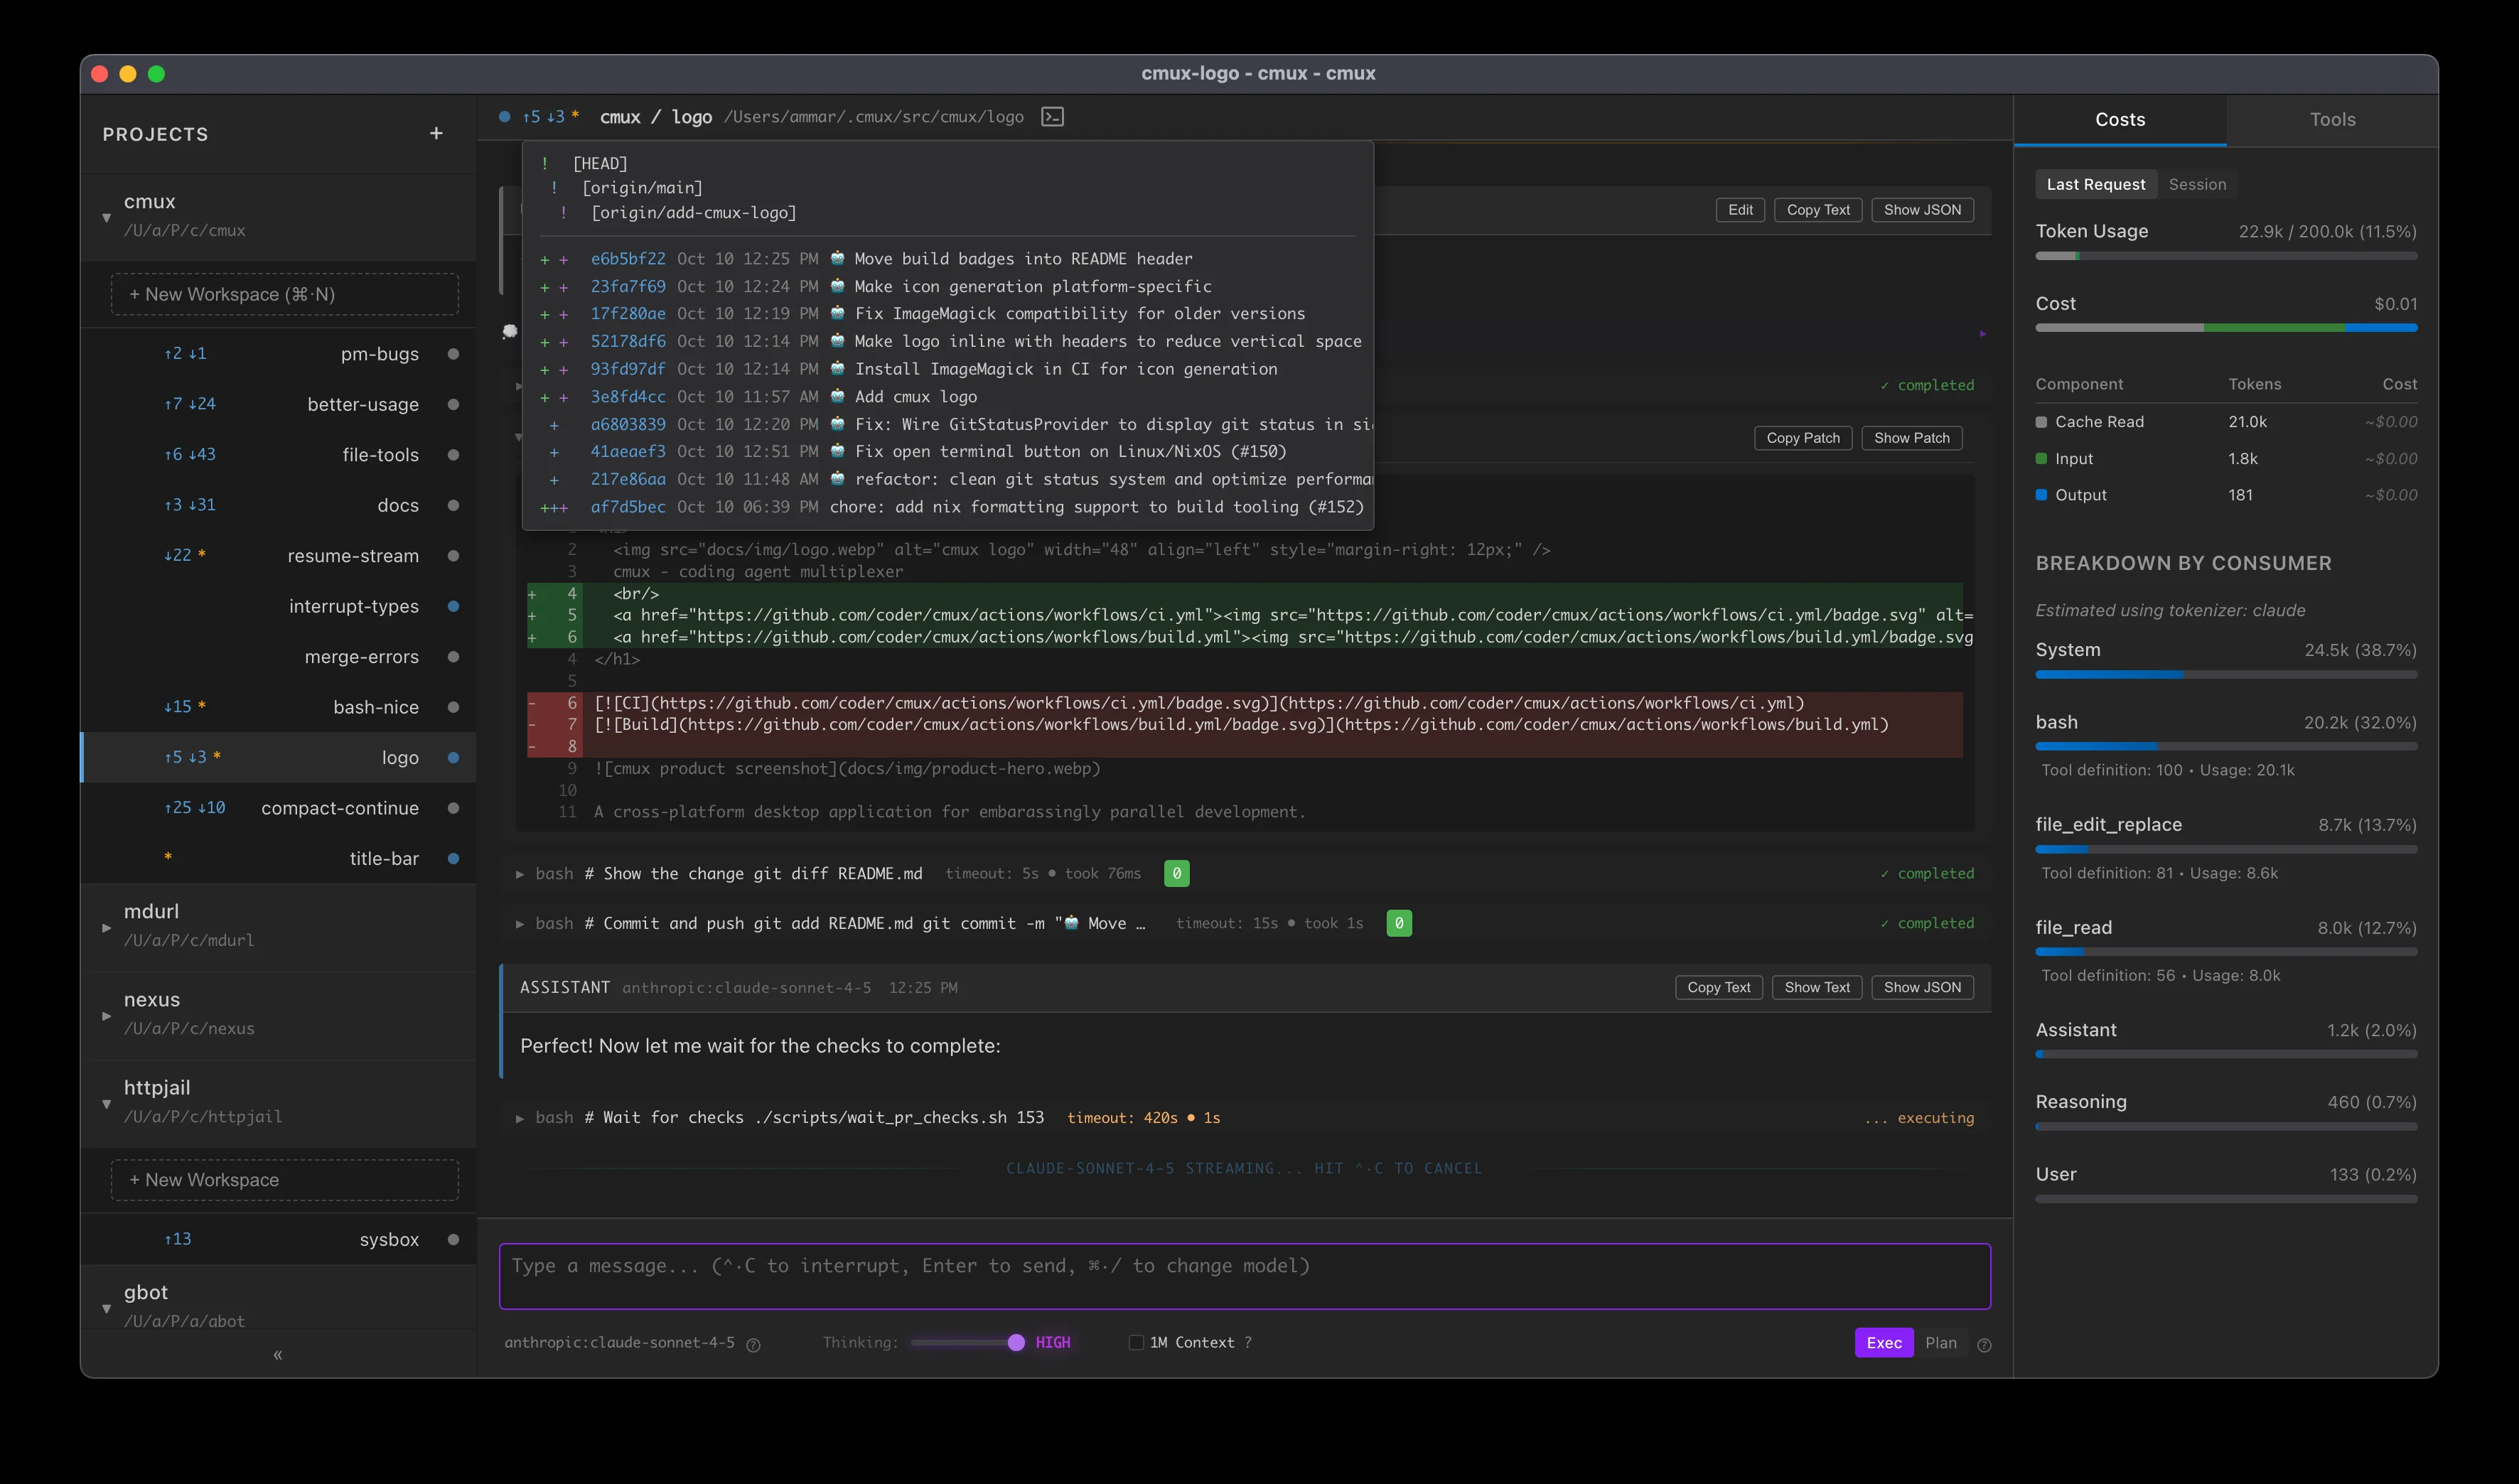 cmux-logo - cmux - cmux
PROJECTS +
cmux
/U/a/P/c/cmux
+ New Workspace (⌘·N)
↑2 ↓1 pm-bugs
↑7 ↓24 better-usage
↑6 ↓43 file-tools
↑3 ↓31 docs
↓22 * resume-stream
interrupt-types
merge-errors
↓15 * bash-nice
↑5 ↓3 * logo
↑25 ↓10 compact-continue
* title-bar
mdurl
/U/a/P/c/mdurl
nexus
/U/a/P/c/nexus
httpjail
/U/a/P/c/httpjail
+ New Workspace
↑13 sysbox
gbot
/U/a/P/a/gbot
«
↑5 ↓3 * cmux / logo /Users/ammar/.cmux/src/cmux/logo
! [HEAD]
! [origin/main]
! [origin/add-cmux-logo]
+ + e6b5bf22 Oct 10 12:25 PM 🤖 Move build badges into README header
+ + 23fa7f69 Oct 10 12:24 PM 🤖 Make icon generation platform-specific
+ + 17f280ae Oct 10 12:19 PM 🤖 Fix ImageMagick compatibility for older versions
+ + 52178df6 Oct 10 12:14 PM 🤖 Make logo inline with headers to reduce vertical space
+ + 93fd97df Oct 10 12:14 PM 🤖 Install ImageMagick in CI for icon generation
+ + 3e8fd4cc Oct 10 11:57 AM 🤖 Add cmux logo
+ a6803839 Oct 10 12:20 PM 🤖 Fix: Wire GitStatusProvider to display git status in
+ 41aeaef3 Oct 10 12:51 PM 🤖 Fix open terminal button on Linux/NixOS (#150)
+ 217e86aa Oct 10 11:48 AM 🤖 refactor: clean git status system and optimize
+++ af7d5bec Oct 10 06:39 PM chore: add nix formatting support to build tooling (#152)
Edit Copy Text Show JSON
✓ completed
Copy Patch Show Patch
2 <img src="docs/img/logo.webp" alt="cmux logo" width="48" align="left" style="margin-right: 12px;" />
3 cmux - coding agent multiplexer
+ 4 <br/>
+ 5 <a href="https://github.com/coder/cmux/actions/workflows/ci.yml"><img src="https://github.com/coder/cmux/actions/workflows/ci.yml/badge.svg" alt=
+ 6 <a href="https://github.com/coder/cmux/actions/workflows/build.yml"><img src="https://github.com/coder/cmux/actions/workflows/build.yml/badge.svg
4 </h1>
5
- 6 [![CI](https://github.com/coder/cmux/actions/workflows/ci.yml/badge.svg)](https://github.com/coder/cmux/actions/workflows/ci.yml)
- 7 [![Build](https://github.com/coder/cmux/actions/workflows/build.yml/badge.svg)](https://github.com/coder/cmux/actions/workflows/build.yml)
- 8
9 ![cmux product screenshot](docs/img/product-hero.webp)
10
11 A cross-platform desktop application for embarassingly parallel development.
bash # Show the change git diff README.md timeout: 5s • took 76ms 0 ✓ completed
bash # Commit and push git add README.md git commit -m "🤖 Move … timeout: 15s • took 1s 0 ✓ completed
ASSISTANT anthropic:claude-sonnet-4-5 12:25 PM Copy Text Show Text Show JSON
Perfect! Now let me wait for the checks to complete:
bash # Wait for checks ./scripts/wait_pr_checks.sh 153 timeout: 420s • 1s ... executing
CLAUDE-SONNET-4-5 STREAMING... HIT ^·C TO CANCEL
Type a message... (^·C to interrupt, Enter to send, ⌘·/ to change model)
anthropic:claude-sonnet-4-5 ? Thinking: HIGH 1M Context ? Exec Plan ?
Costs Tools
Last Request Session
Token Usage 22.9k / 200.0k (11.5%)
Cost $0.01
Component Tokens Cost
Cache Read 21.0k ~$0.00
Input 1.8k ~$0.00
Output 181 ~$0.00
BREAKDOWN BY CONSUMER
Estimated using tokenizer: claude
System 24.5k (38.7%)
bash 20.2k (32.0%)
Tool definition: 100 • Usage: 20.1k
file_edit_replace 8.7k (13.7%)
Tool definition: 81 • Usage: 8.6k
file_read 8.0k (12.7%)
Tool definition: 56 • Usage: 8.0k
Assistant 1.2k (2.0%)
Reasoning 460 (0.7%)
User 133 (0.2%)